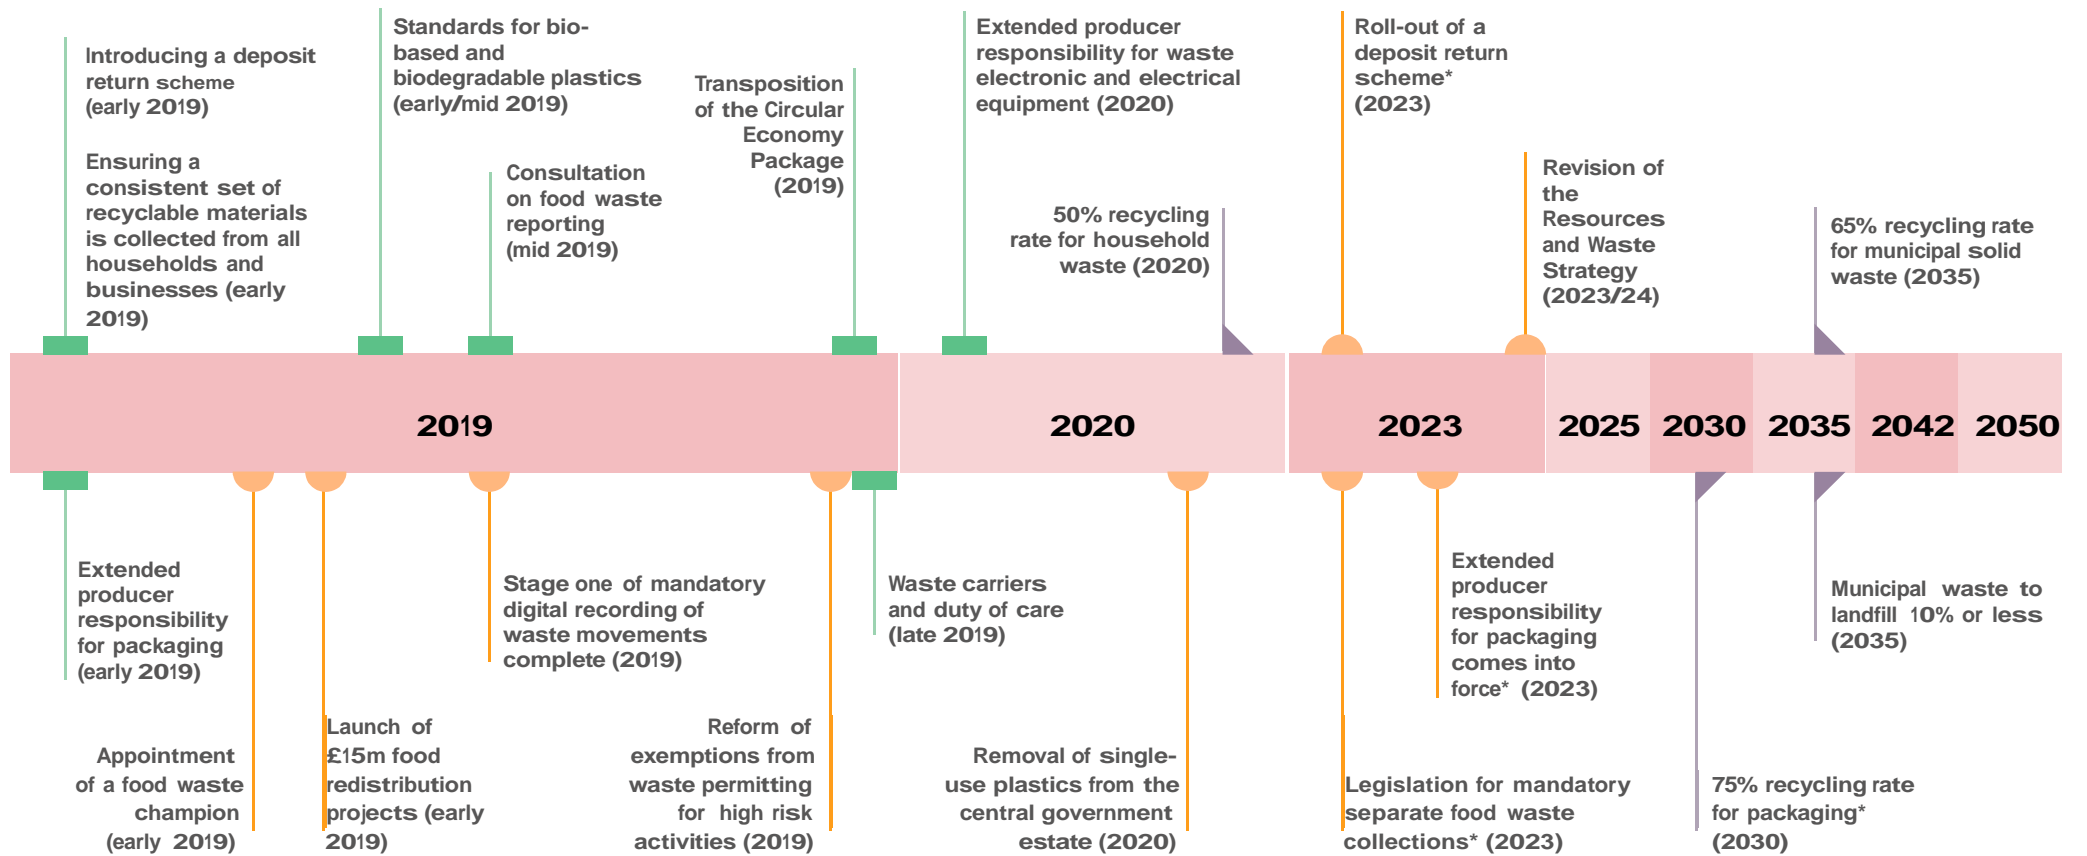 Introducing a deposit
return scheme
(early 2019)
Ensuring a
consistent set of
recyclable materials
is collected from all
households and
businesses (early
2019)
Standards for bio-
based and
biodegradable plastics
(early/mid 2019)
Consultation
on food waste
reporting
(mid 2019)
Transposition
of the Circular
Economy
Package
(2019)
Extended producer
responsibility for waste
electronic and electrical
equipment (2020)
50% recycling
rate for household
waste (2020)
Roll-out of a
deposit return
scheme*
(2023)
Revision of
the
Resources
and Waste
Strategy
(2023/24)
65% recycling rate
for municipal solid
waste (2035)
2019 2020 2023 2025 2030 2035 2042 2050
Extended
producer
responsibility
for packaging
(early 2019)
Appointment
of a food waste
champion
(early 2019)
Launch of
£15m food
redistribution
projects (early
2019)
Stage one of mandatory
digital recording of
waste movements
complete (2019)
Reform of
exemptions from
waste permitting
for high risk
activities (2019)
Waste carriers
and duty of care
(late 2019)
Removal of single-
use plastics from the
central government
estate (2020)
Legislation for mandatory
separate food waste
collections* (2023)
Extended
producer
responsibility
for packaging
comes into
force* (2023)
75% recycling rate
for packaging*
(2030)
Municipal waste to
landfill 10% or less
(2035)